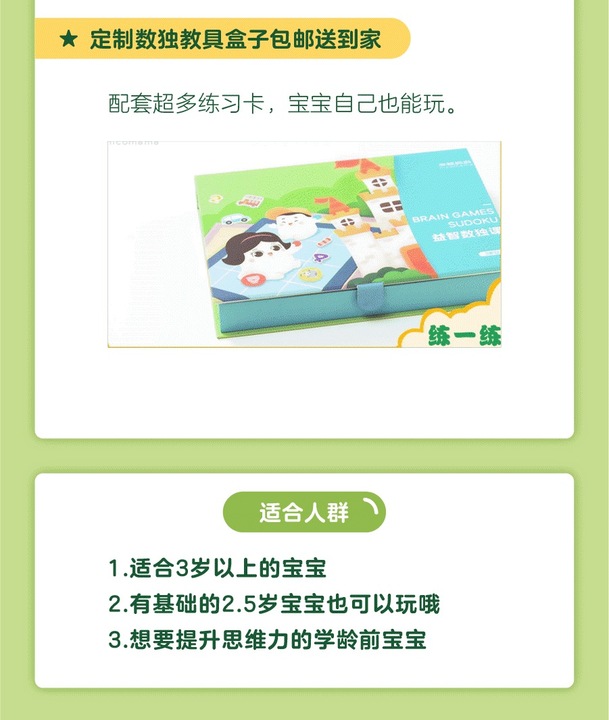 ★ 定制数独教具盒子包邮送到家
配套超多练习卡，宝宝自己也能玩。
BRAIN GAMES
SUDOKU
益智数独课
练一练
适合人群
1.适合3岁以上的宝宝
2.有基础的2.5岁宝宝也可以玩哦
3.想要提升思维力的学龄前宝宝